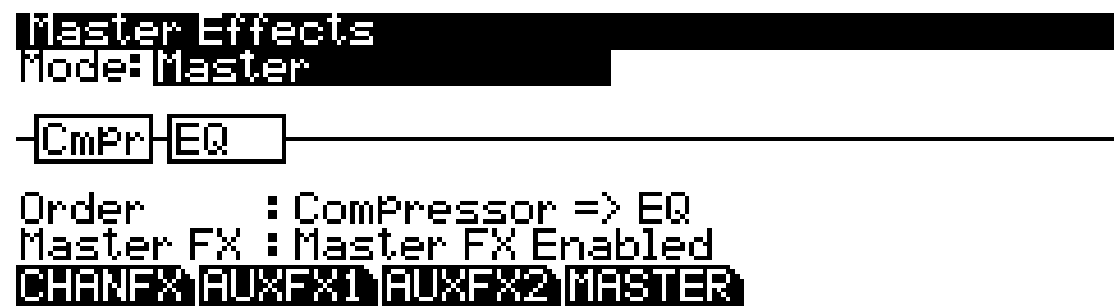 Master Effects
Mode:Master
Cmpr EQ
Order : Compressor => EQ
Master FX : Master FX Enabled
CHANFX AUXFX1 AUXFX2 MASTER